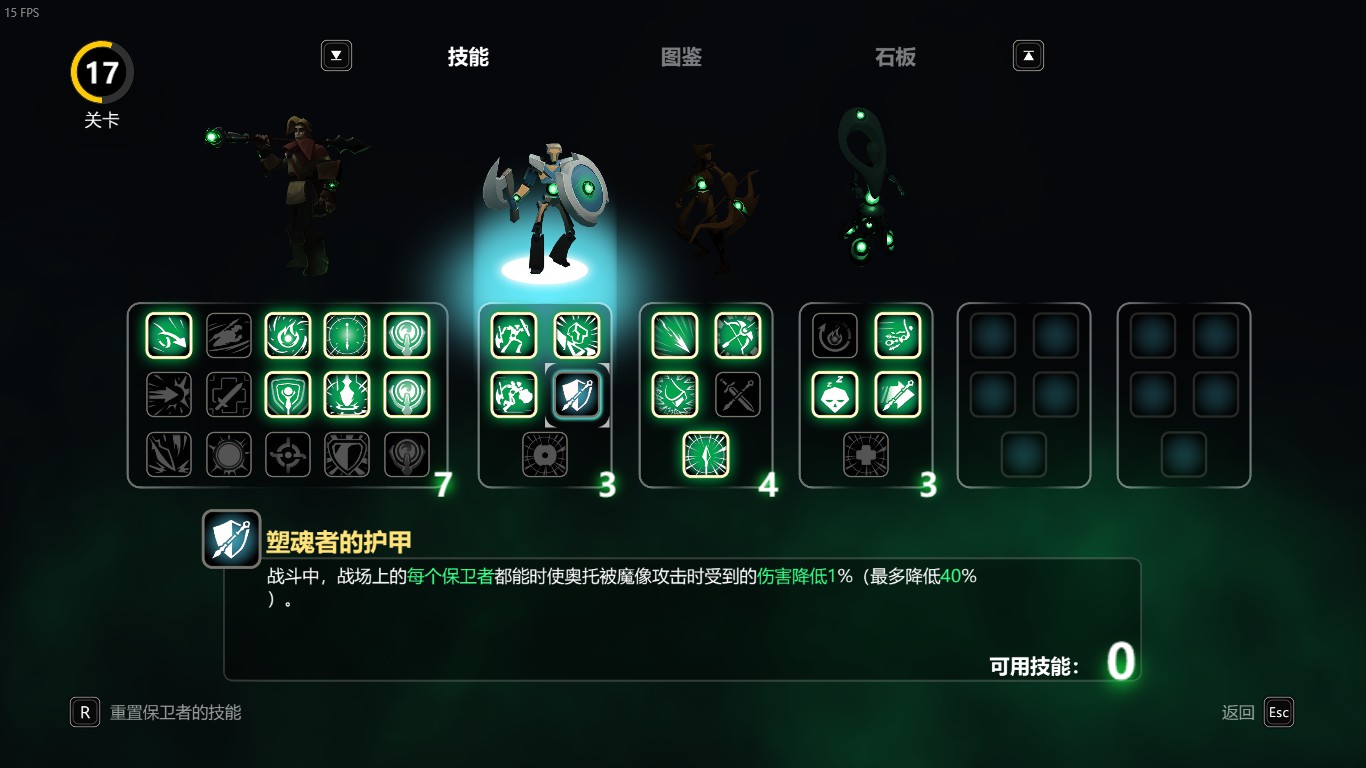 15 FPS
17
关卡
技能
图鉴
石板
7
3
4
3
塑魂者的护甲
战斗中，战场上的每个保卫者都能时使奥托被魔像攻击时受到的伤害降低1%（最多降低40%
）。
可用技能：
0
R
重置保卫者的技能
返回
Esc